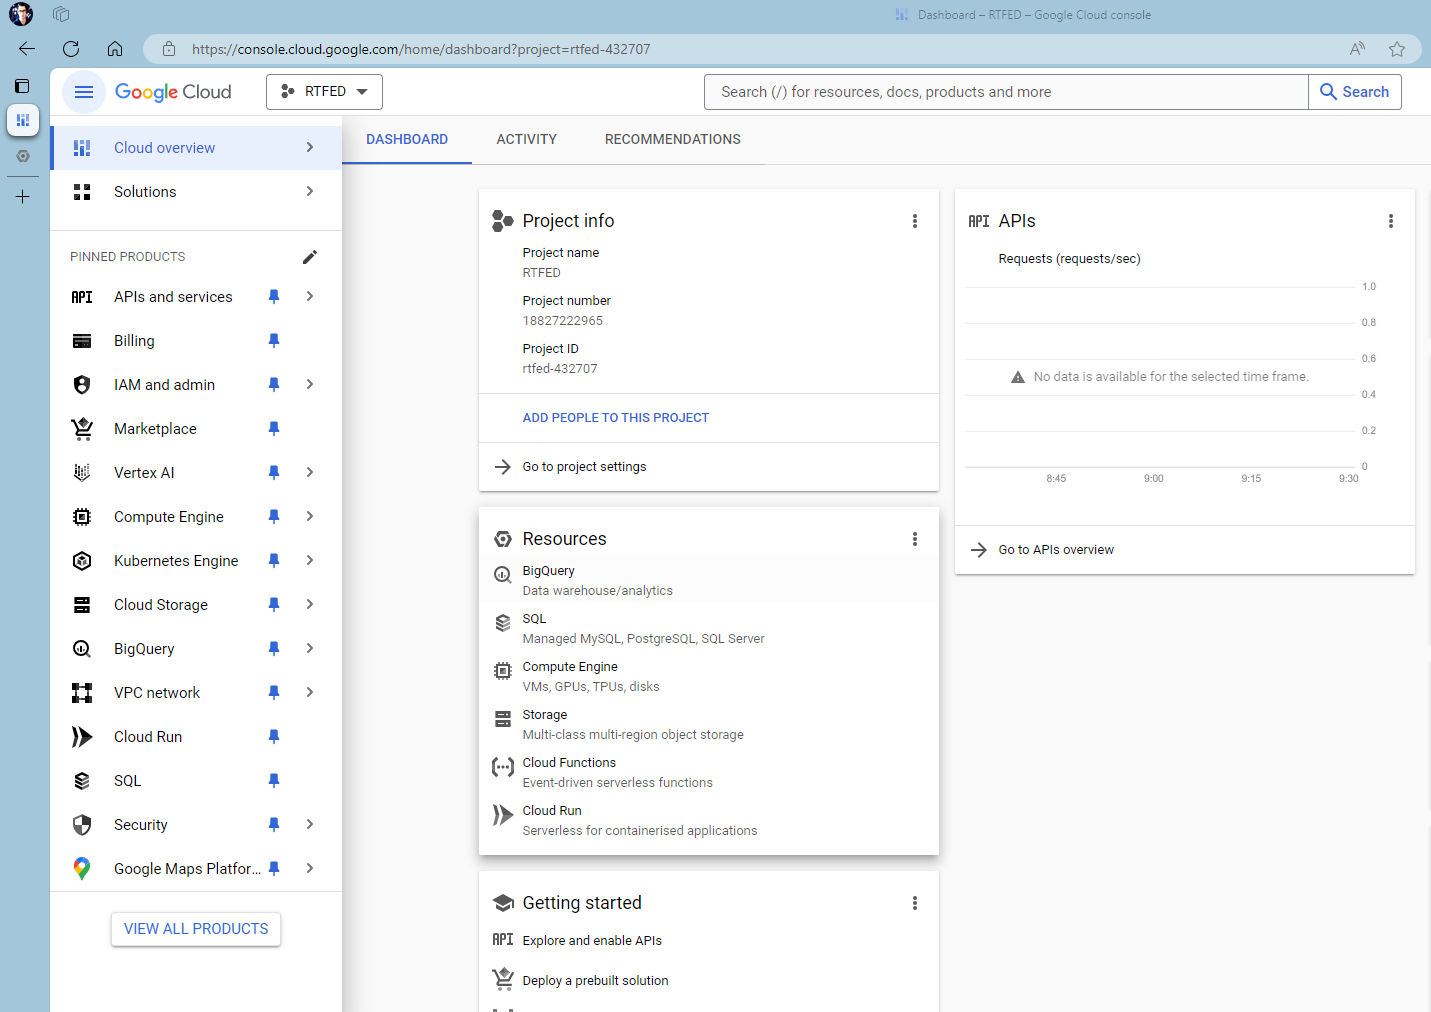 Dashboard – RTFED – Google Cloud console
https://console.cloud.google.com/home/dashboard?project=rtfed-432707
Google Cloud
RTFED
Search (/) for resources, docs, products and more
Search
Cloud overview
Solutions
PINNED PRODUCTS
API APIs and services
Billing
IAM and admin
Marketplace
Vertex AI
Compute Engine
Kubernetes Engine
Cloud Storage
BigQuery
VPC network
Cloud Run
SQL
Security
Google Maps Platfor...
VIEW ALL PRODUCTS
DASHBOARD
ACTIVITY
RECOMMENDATIONS
Project info
Project name
RTFED
Project number
18827222965
Project ID
rtfed-432707
ADD PEOPLE TO THIS PROJECT
Go to project settings
Resources
BigQuery
Data warehouse/analytics
SQL
Managed MySQL, PostgreSQL, SQL Server
Compute Engine
VMs, GPUs, TPUs, disks
Storage
Multi-class multi-region object storage
Cloud Functions
Event-driven serverless functions
Cloud Run
Serverless for containerised applications
Getting started
API Explore and enable APIs
Deploy a prebuilt solution
API APIs
Requests (requests/sec)
1.0
0.8
0.6
No data is available for the selected time frame.
0.4
0.2
0
8:45 9:00 9:15 9:30
Go to APIs overview